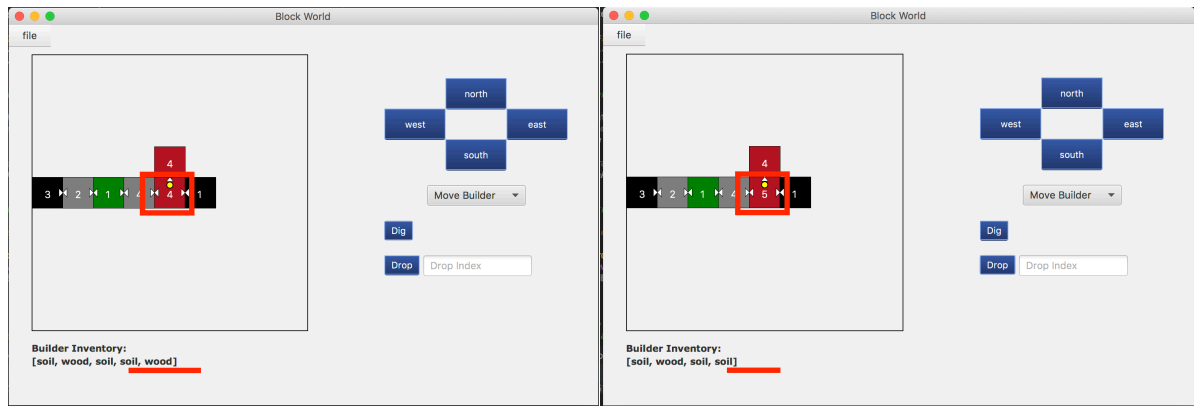 Block World
file
north
west east
south
4
3 2 1 4 4 1
Move Builder
Dig
Drop Drop Index
Builder Inventory:
[soil, wood, soil, soil, wood]
Block World
file
north
west east
south
4
3 2 1 4 5 1
Move Builder
Dig
Drop Drop Index
Builder Inventory:
[soil, wood, soil, soil]